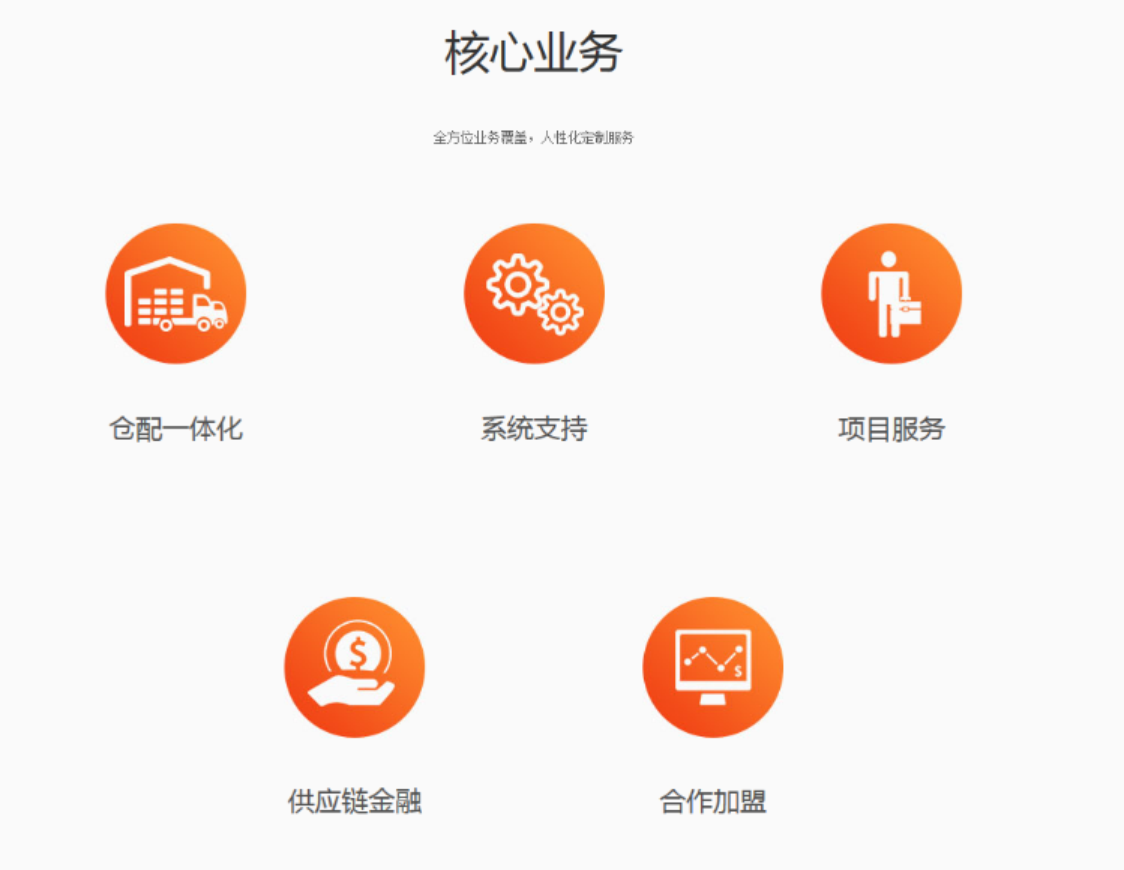 核心业务
全方位业务覆盖，人性化定制服务
仓配一体化
系统支持
项目服务
$
$
供应链金融
合作加盟